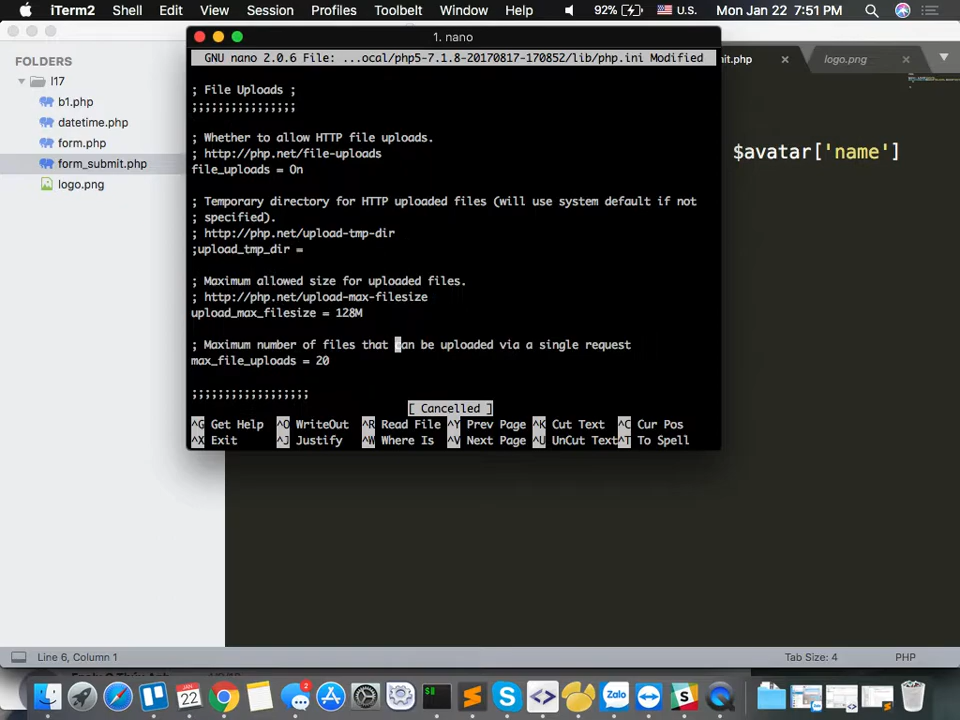 iTerm2 Shell Edit View Session Profiles Toolbelt Window Help 92% U.S. Mon Jan 22 7:51 PM
1. nano
FOLDERS
l17
b1.php
datetime.php
form.php
form_submit.php
logo.png
GNU nano 2.0.6 File: ...ocal/php5-7.1.8-20170817-170852/lib/php.ini Modified
; File Uploads ;
;;;;;;;;;;;;;;;;
; Whether to allow HTTP file uploads.
; http://php.net/file-uploads
file_uploads = On
; Temporary directory for HTTP uploaded files (will use system default if not
; specified).
; http://php.net/upload-tmp-dir
;upload_tmp_dir =
; Maximum allowed size for uploaded files.
; http://php.net/upload-max-filesize
upload_max_filesize = 128M
; Maximum number of files that can be uploaded via a single request
max_file_uploads = 20
;;;;;;;;;;;;;;;;;;
[ Cancelled ]
^G Get Help ^O WriteOut ^R Read File ^Y Prev Page ^K Cut Text ^C Cur Pos
^X Exit ^J Justify ^W Where Is ^V Next Page ^U UnCut Text ^T To Spell
it.php
logo.png
$avatar['name']
Line 6, Column 1 Tab Size: 4 PHP
22
2
Zalo